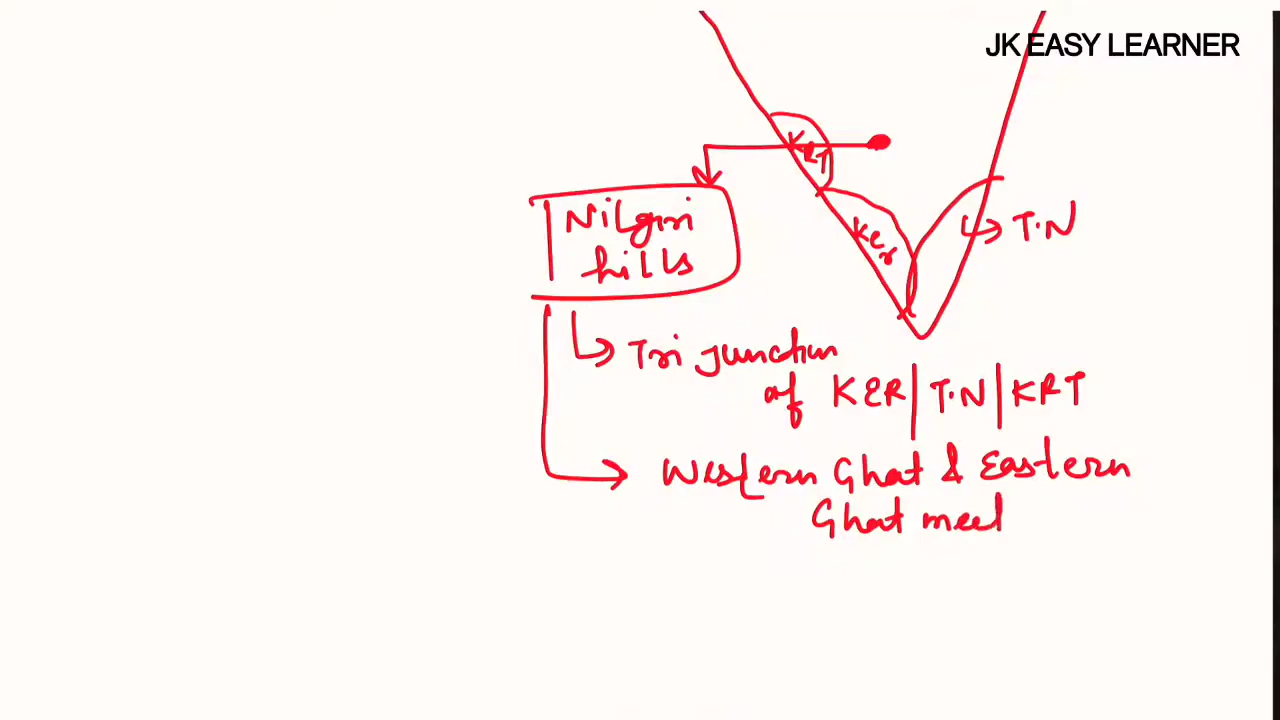 JK EASY LEARNER
KRT
Nilgiri
hills
Ker
T.N
Tri junction
of KER | T.N | KRT
Western Ghat & Eastern
Ghat meet